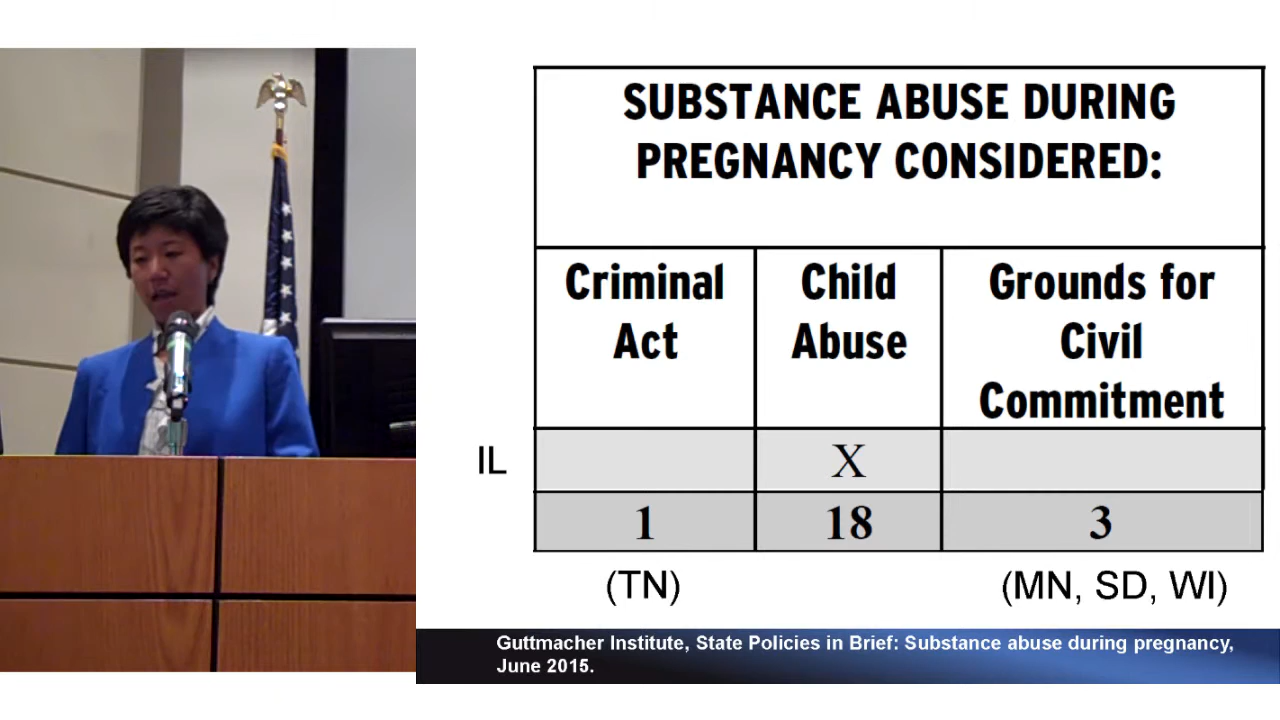 SUBSTANCE ABUSE DURING
PREGNANCY CONSIDERED:
Criminal
Act
Child
Abuse
Grounds for
Civil
Commitment
IL
X
1
18
3
(TN)
(MN, SD, WI)
Guttmacher Institute, State Policies in Brief: Substance abuse during pregnancy,
June 2015.